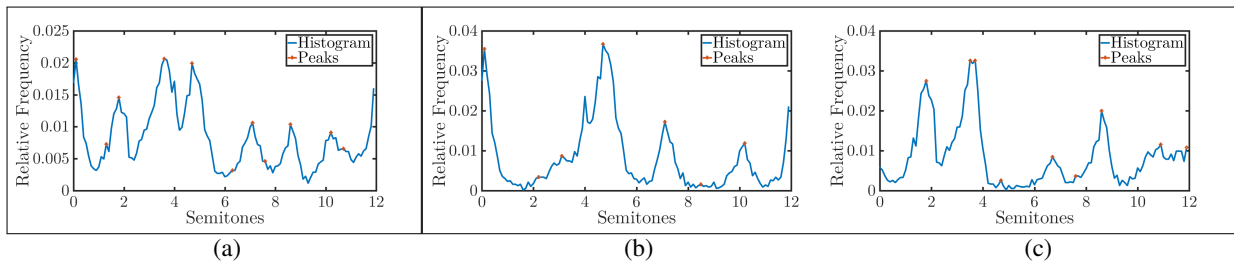 Relative Frequency
0.025
0.02
0.015
0.01
0.005
0
0 2 4 6 8 10 12
Semitones
Histogram
Peaks
(a)
Relative Frequency
0.04
0.03
0.02
0.01
0
0 2 4 6 8 10 12
Semitones
Histogram
Peaks
(b)
Relative Frequency
0.04
0.03
0.02
0.01
0
0 2 4 6 8 10 12
Semitones
Histogram
Peaks
(c)